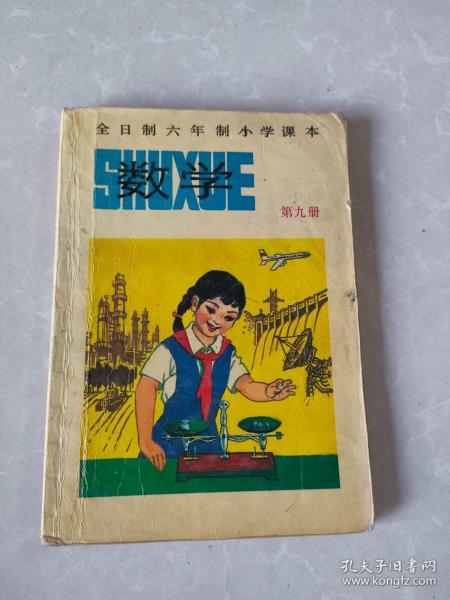 全日制六年制小学课本
SHUXUE
数学
第九册
孔夫子旧书网
www.kongfz.com